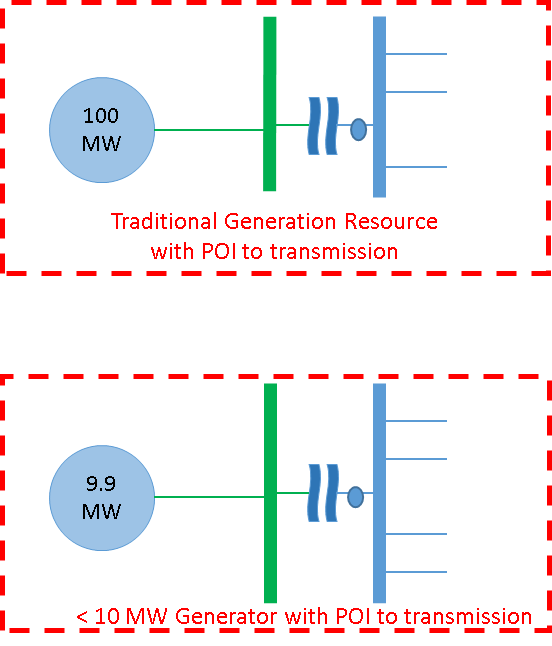 100
MW
Traditional Generation Resource
with POI to transmission
9.9
MW
< 10 MW Generator with POI to transmission